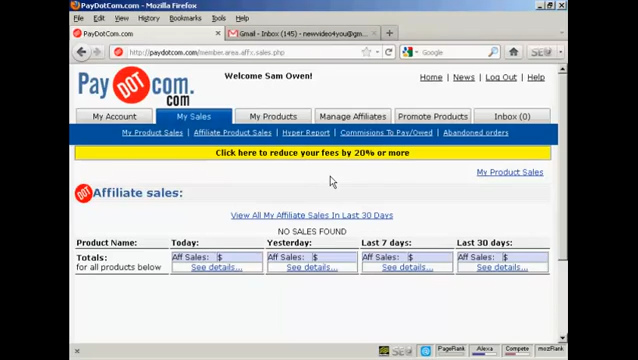 PayDotCom.com - Mozilla Firefox
File Edit View History Bookmarks Tools Help
PayDotCom.com
Gmail - Inbox (145) - newvideo4you@gm...
http://paydotcom.com/member.area.affx.sales.php
Google
SEO
Pay DOT com.
com
Welcome Sam Owen!
Home | News | Log Out | Help
My Account My Sales My Products Manage Affiliates Promote Products Inbox (0)
My Product Sales | Affiliate Product Sales | Hyper Report | Commisions To Pay/Owed | Abandoned orders
Click here to reduce your fees by 20% or more
My Product Sales
DOT Affiliate sales:
View All My Affiliate Sales In Last 30 Days
NO SALES FOUND
Product Name: Today: Yesterday: Last 7 days: Last 30 days:
Totals: Aff Sales: $ Aff Sales: $ Aff Sales: $ Aff Sales: $
for all products below See details... See details... See details... See details...
SEO PageRank Alexa Compete mozRank